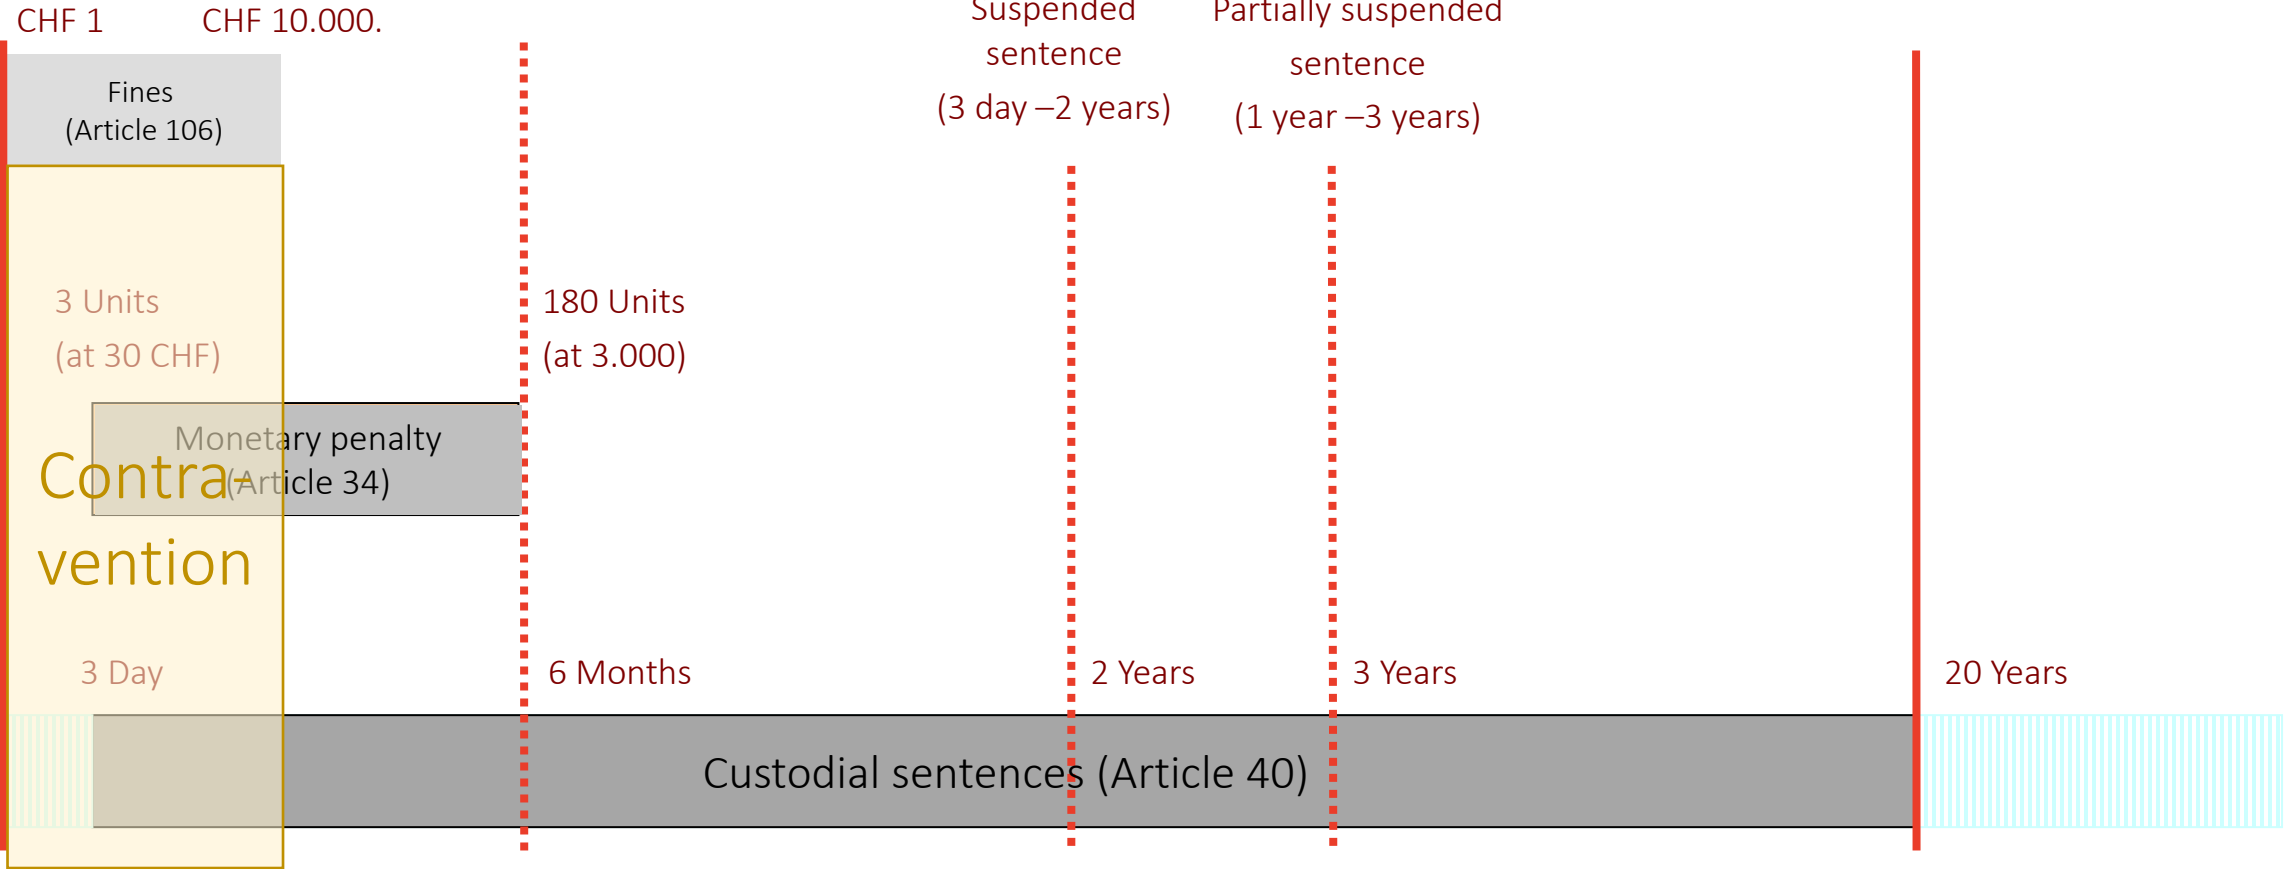 CHF 1
CHF 10.000.
Suspended
sentence
(3 day –2 years)
Partially suspended
sentence
(1 year –3 years)
Fines
(Article 106)
3 Units
(at 30 CHF)
180 Units
(at 3.000)
Monetary penalty
(Article 34)
Contra-
vention
3 Day
6 Months
2 Years
3 Years
20 Years
Custodial sentences (Article 40)